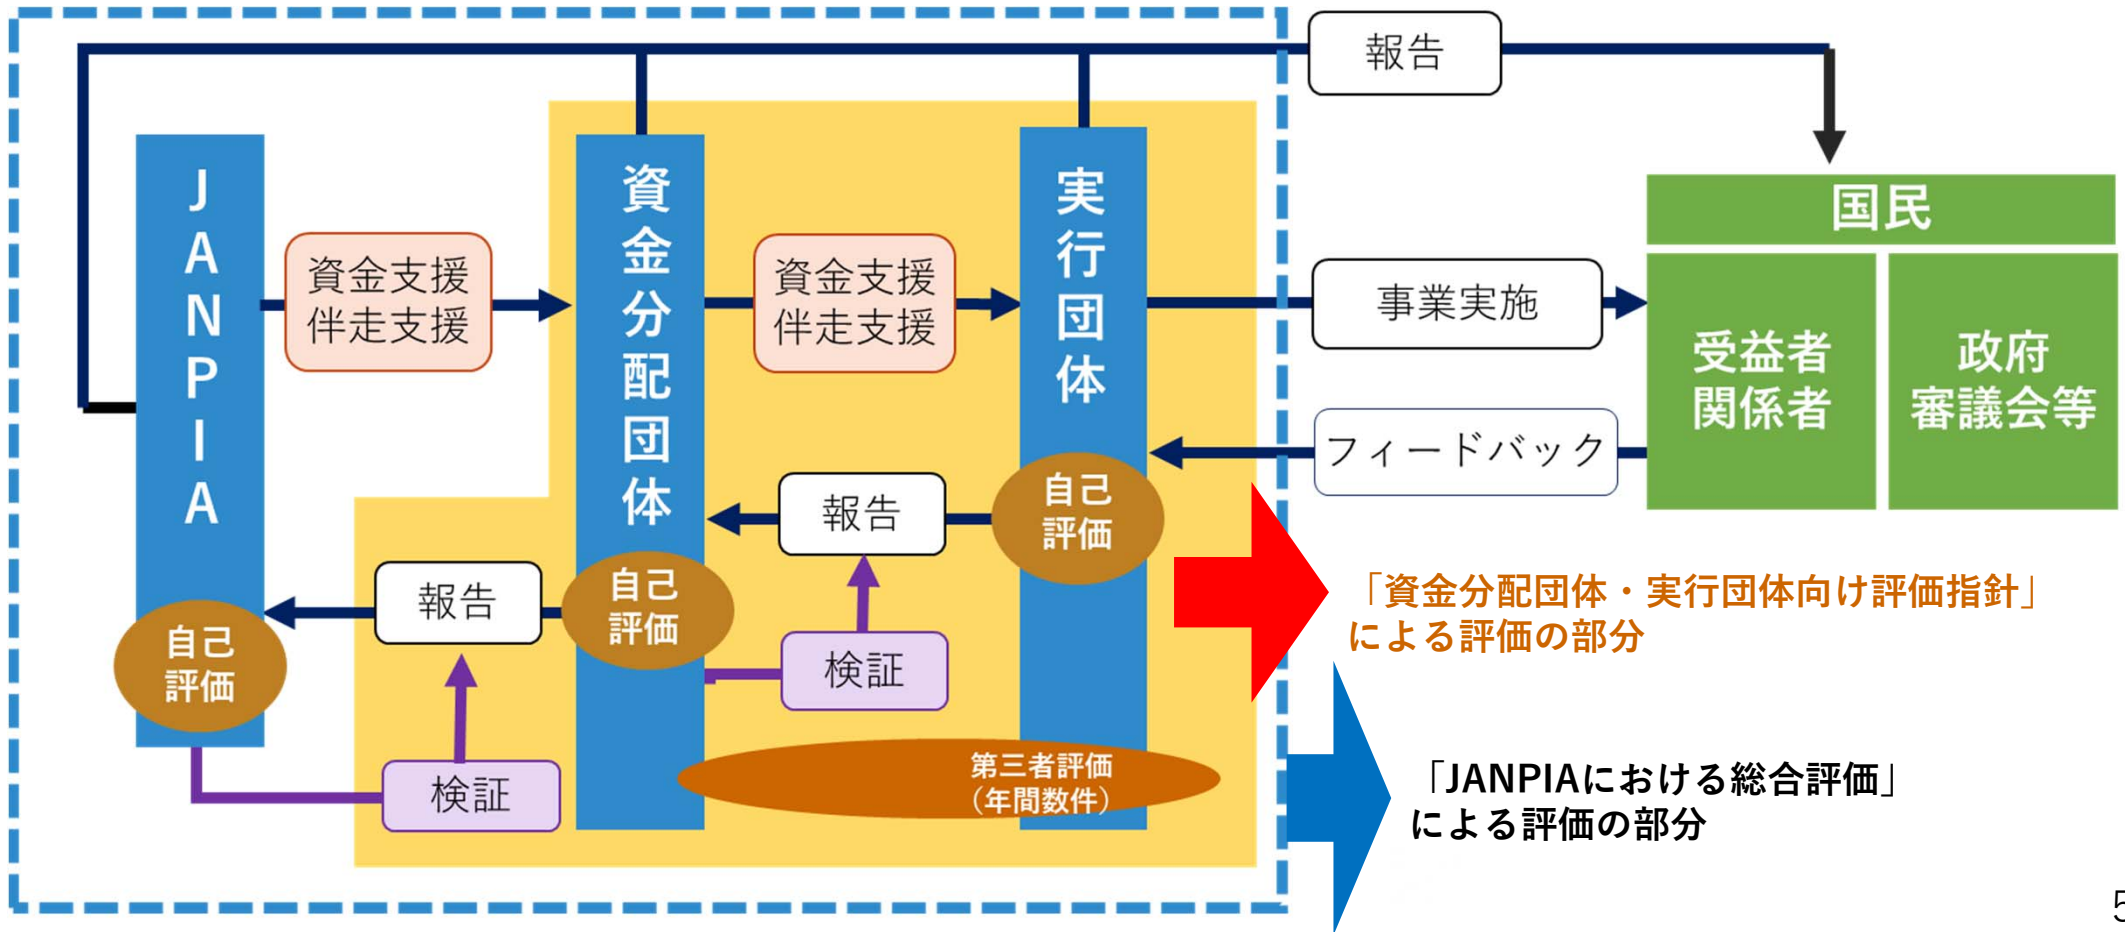 報告
JANPIA
資金支援
伴走支援
資金分配団体
資金支援
伴走支援
実行団体
事業実施
フィードバック
国民
受益者
関係者
政府
審議会等
自己
評価
報告
自己
評価
報告
自己
評価
検証
検証
第三者評価
(年間数件)
「資金分配団体・実行団体向け評価指針」
による評価の部分
「JANPIAにおける総合評価」
による評価の部分
5